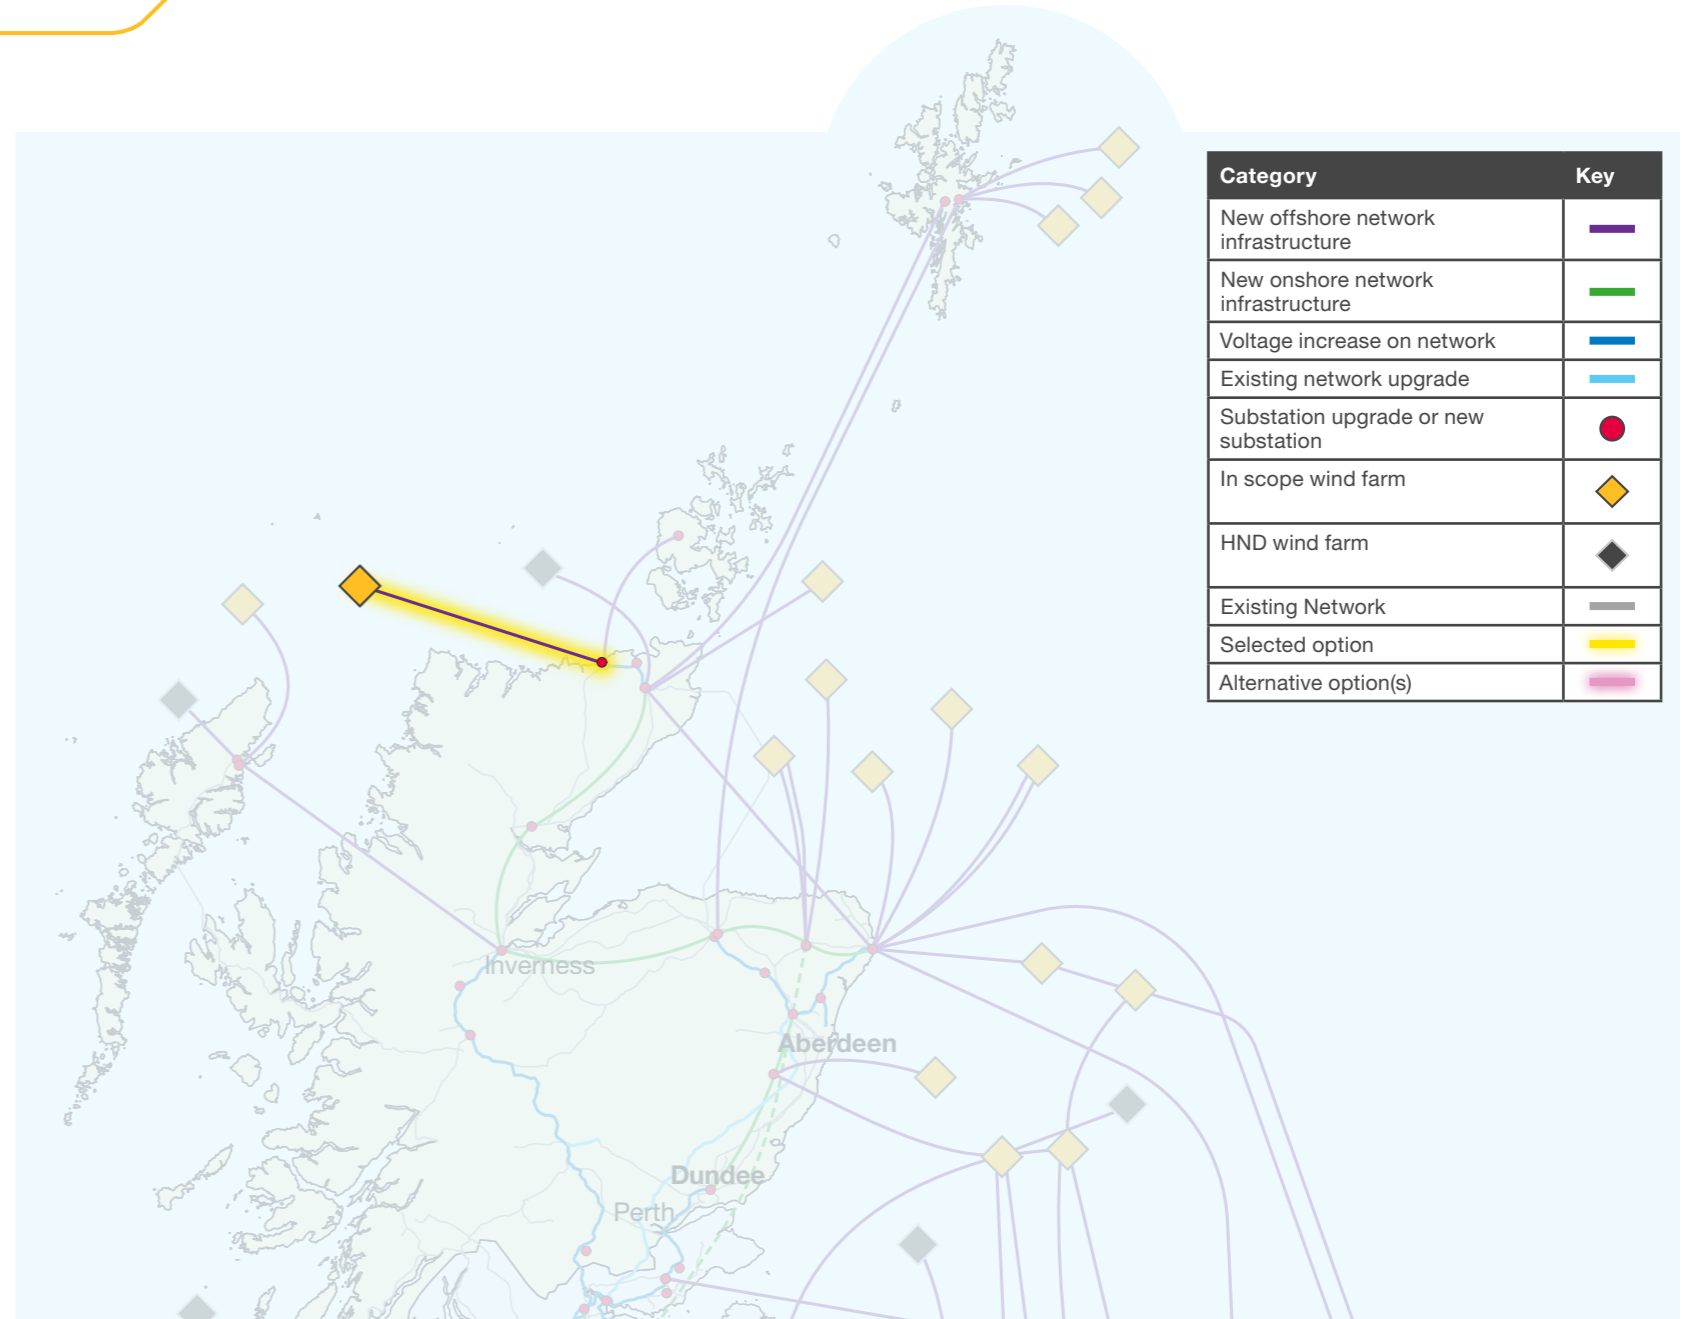 Category Key
New offshore network
infrastructure
New onshore network
infrastructure
Voltage increase on network
Existing network upgrade
Substation upgrade or new
substation
In scope wind farm
HND wind farm
Existing Network
Selected option
Alternative option(s)
Inverness
Aberdeen
Dundee
Perth